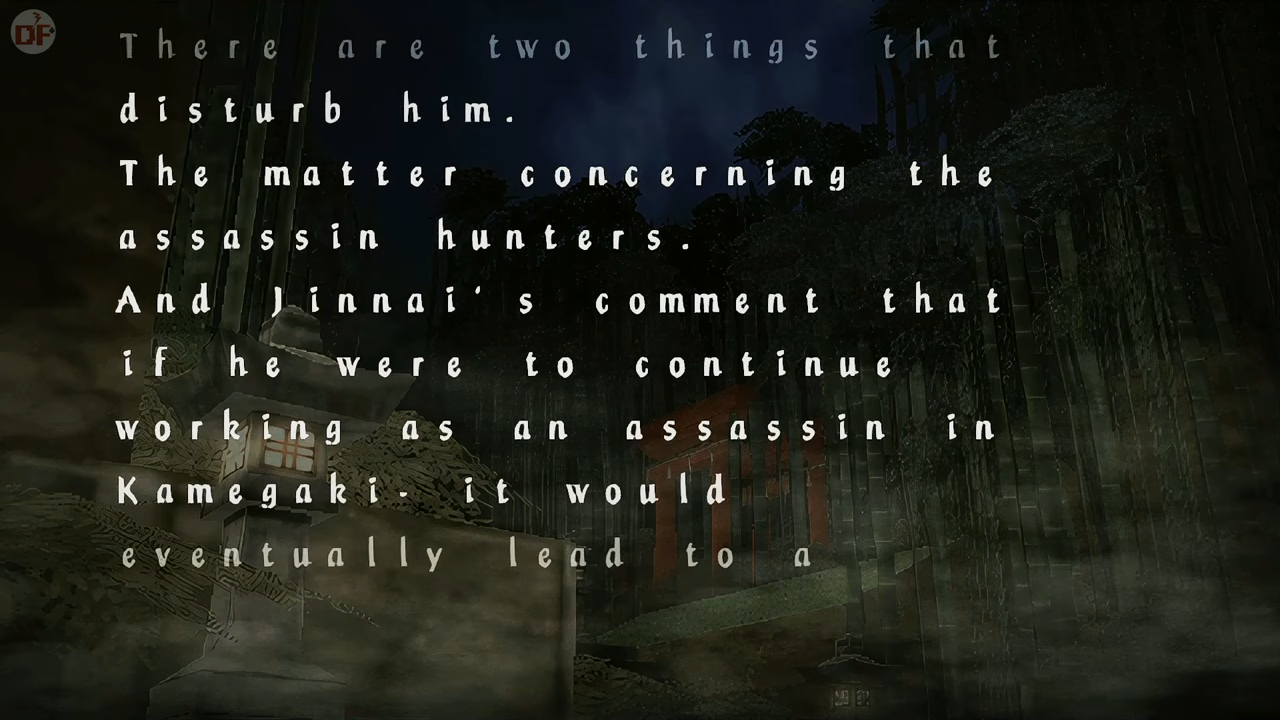 DF
There are two things that
disturb him.
The matter concerning the
assassin hunters.
And Jinnai's comment that
if he were to continue
working as an assassin in
Kamegaki. it would
eventually lead to a